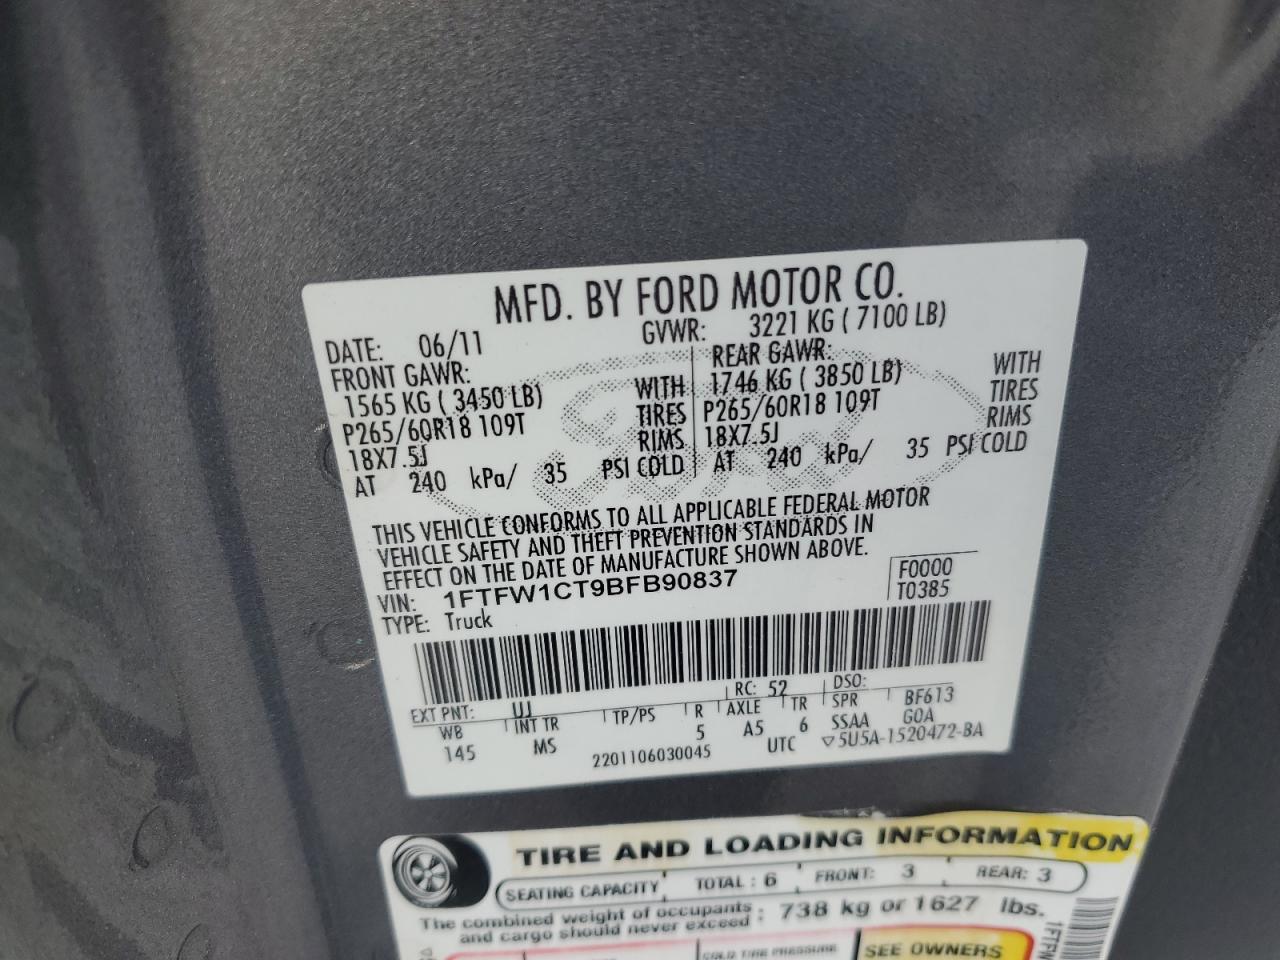 MFD. BY FORD MOTOR CO.
DATE: 06/11 GVWR: 3221 KG ( 7100 LB)
FRONT GAWR: REAR GAWR:
1565 KG ( 3450 LB) WITH 1746 KG ( 3850 LB) WITH
P265/60R18 109T TIRES P265/60R18 109T TIRES
18X7.5J RIMS 18X7.5J RIMS
AT 240 kPa/ 35 PSI COLD AT 240 kPa/ 35 PSI COLD
THIS VEHICLE CONFORMS TO ALL APPLICABLE FEDERAL MOTOR
VEHICLE SAFETY AND THEFT PREVENTION STANDARDS IN
EFFECT ON THE DATE OF MANUFACTURE SHOWN ABOVE.
VIN: 1FTFW1CT9BFB90837 F0000
TYPE: Truck T0385
EXT PNT: UJ RC: 52 DSO: BF613
WB INT TR TP/PS R AXLE TR SPR G0A
145 MS 5 A5 6 SSAA
2201106030045 UTC ▽5U5A-1520472-BA
TIRE AND LOADING INFORMATION
SEATING CAPACITY TOTAL : 6 FRONT: 3 REAR: 3
The combined weight of occupants : 738 kg or 1627 lbs.
and cargo should never exceed
COLD TIRE PRESSURE SEE OWNERS
1FTFW